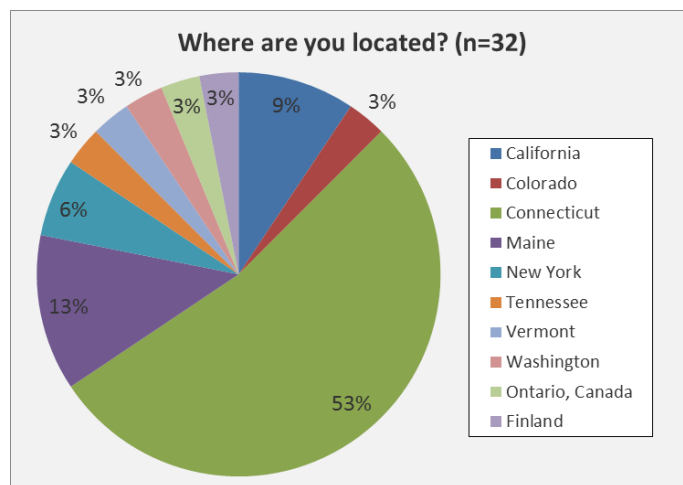 Where are you located? (n=32)
3%
3%
3%
3%
3%
9%
3%
6%
13%
53%
California
Colorado
Connecticut
Maine
New York
Tennessee
Vermont
Washington
Ontario, Canada
Finland